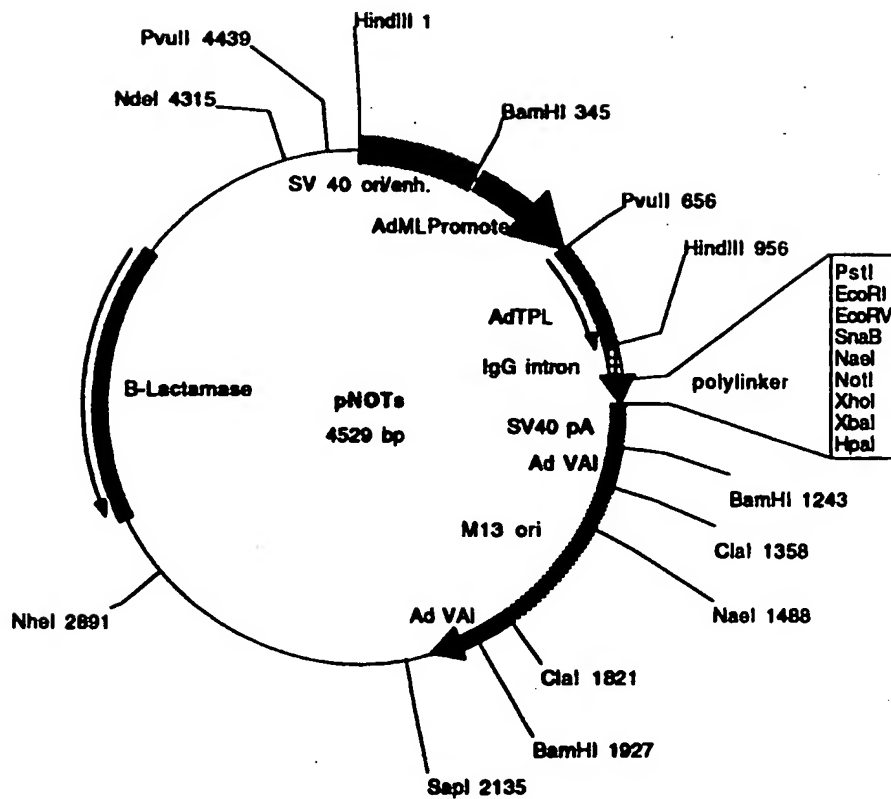 HindIII 1
PvuII 4439
NdeI 4315
BamHI 345
SV 40 ori/enh.
AdMLPromote
PvuII 656
HindIII 956
PstI
EcoRI
EcoRV
SnaB
NaeI
NotI
XhoI
XbaI
HpaI
AdTPL
IgG intron
polylinker
B-Lactamase
pNOTs
4529 bp
SV40 pA
Ad VAI
BamHI 1243
M13 ori
ClaI 1358
NaeI 1488
NheI 2891
Ad VAI
ClaI 1821
BamHI 1927
SapI 2135